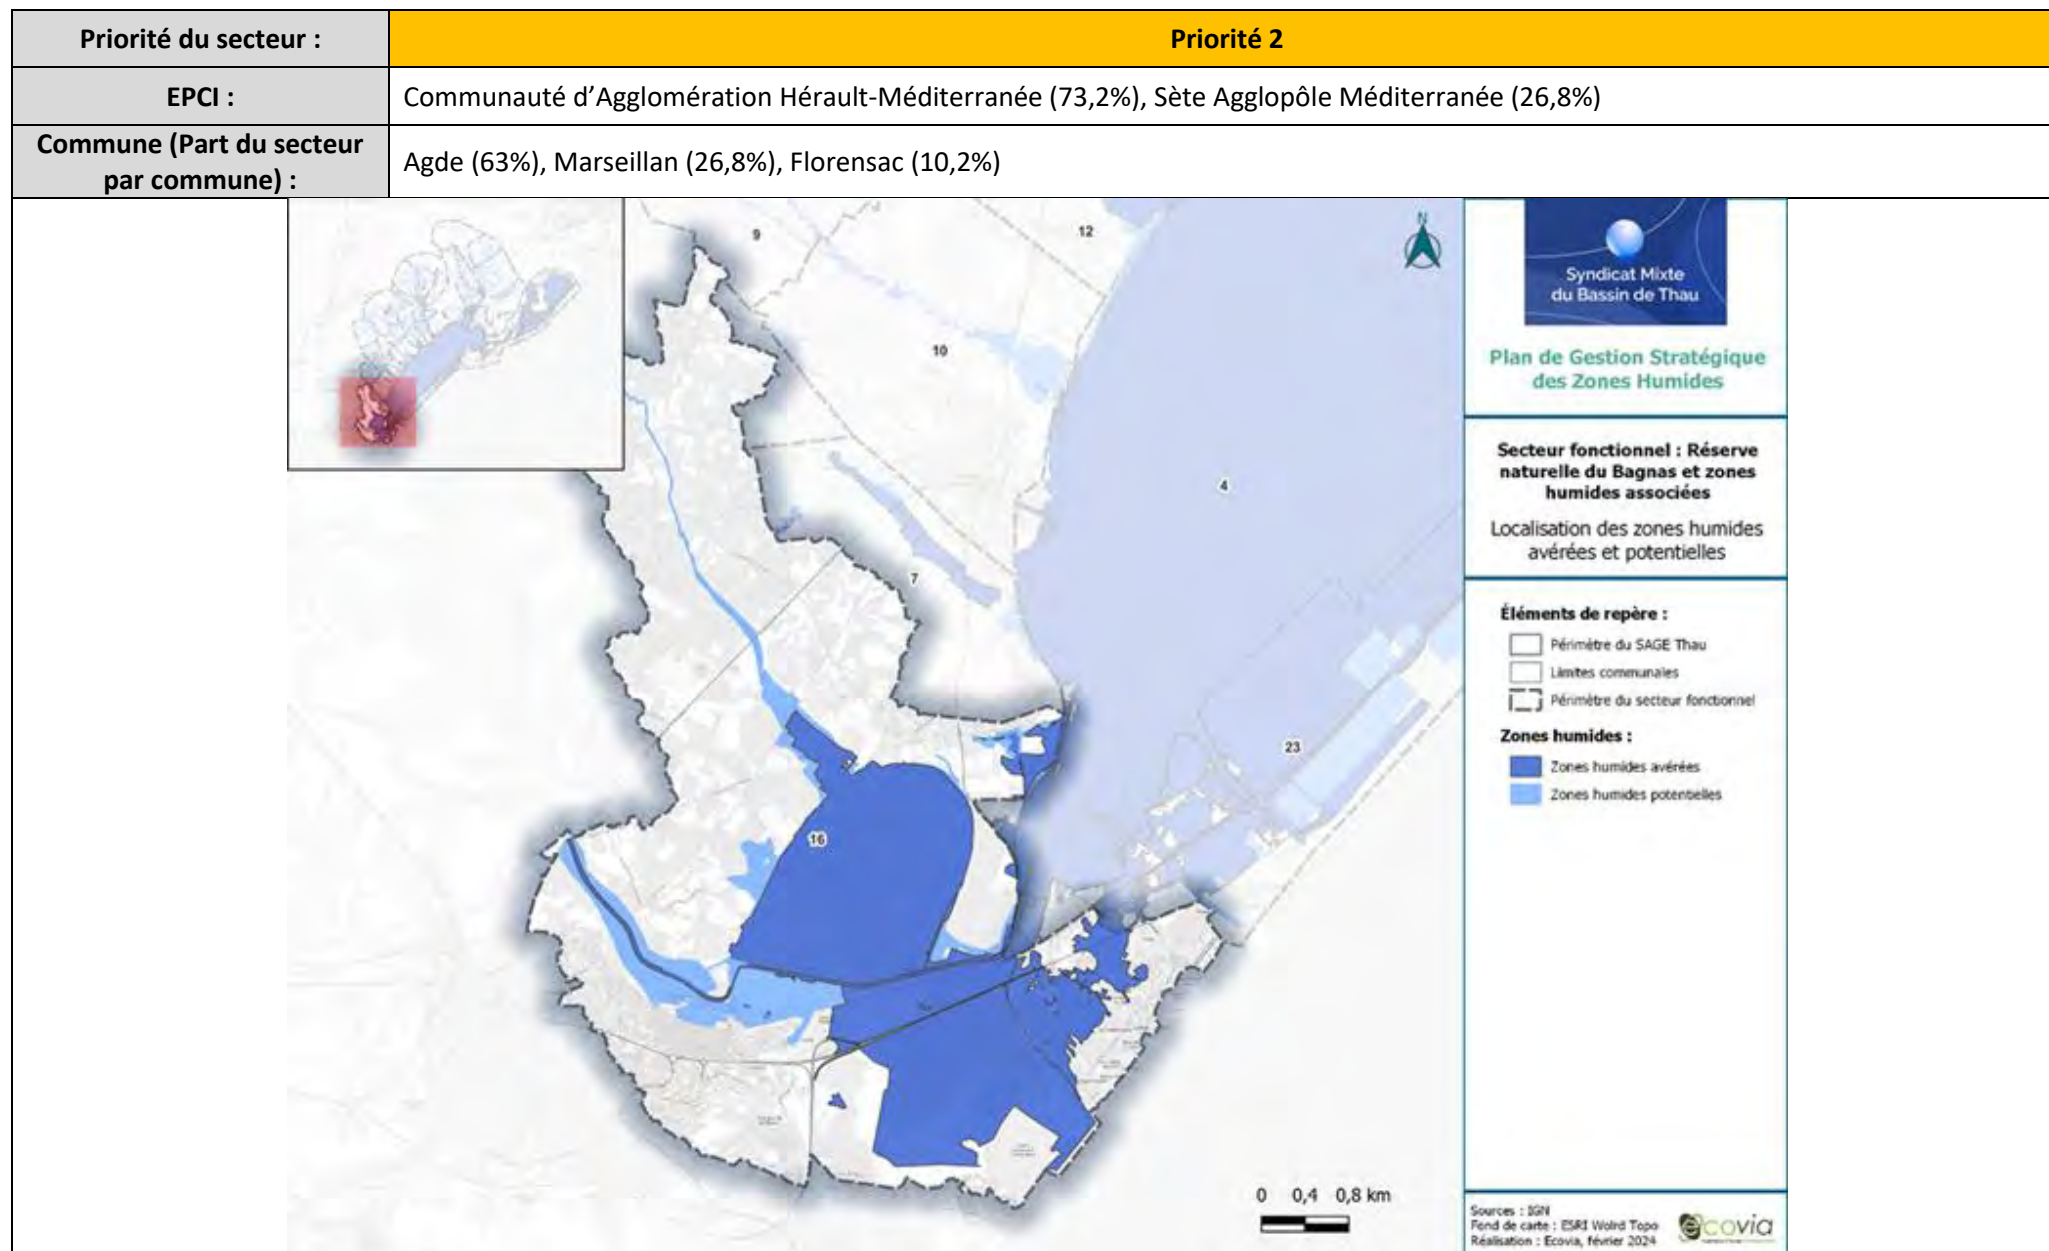 Priorité du secteur :
Priorité 2
EPCI :
Communauté d'Agglomération Hérault-Méditerranée (73,2%), Sète Agglopôle Méditerranée (26,8%)
Commune (Part du secteur
par commune) :
Agde (63%), Marseillan (26,8%), Florensac (10,2%)
N
9
12
10
4
7
23
16
0 0,4 0,8 km
Syndicat Mixte
du Bassin de Thau
Plan de Gestion Stratégique
des Zones Humides
Secteur fonctionnel : Réserve
naturelle du Bagnas et zones
humides associées
Localisation des zones humides
avérées et potentielles
Éléments de repère :
Périmètre du SAGE Thau
Limites communales
Périmètre du secteur fonctionnel
Zones humides :
Zones humides avérées
Zones humides potentielles
Sources : IGN
Fond de carte : ESRI Wolrd Topo
Réalisation : Ecovia, février 2024
ecovia